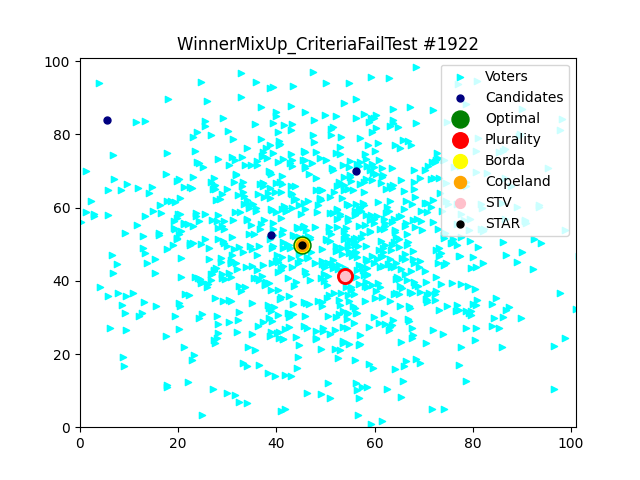 WinnerMixUp_CriteriaFailTest #1922
100
80
60
40
20
0
0 20 40 60 80 100
Voters
Candidates
Optimal
Plurality
Borda
Copeland
STV
STAR